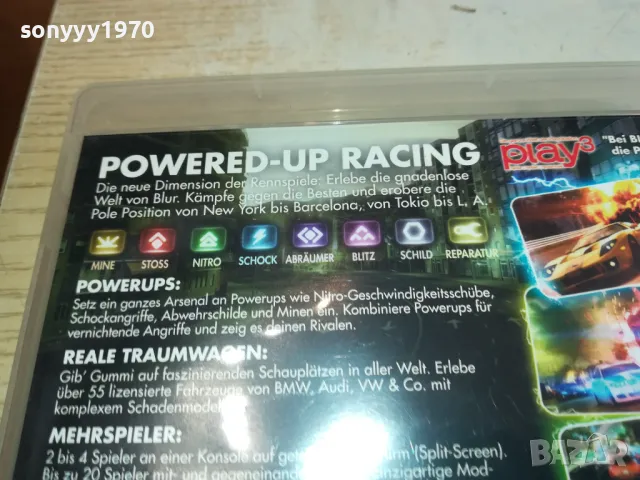 sonyyy1970
POWERED-UP RACING
Die neue Dimension der Rennspiele: Erlebe die gnadenlose
Welt von Blur. Kämpfe gegen die Besten und erobere die
Pole Position von New York bis Barcelona, von Tokio bis L. A.
play³
"Bei
die
MINE STOSS NITRO SCHOCK ABRÄUMER BLITZ SCHILD REPARATUR
POWERUPS:
Setz ein ganzes Arsenal an Powerups wie Nitro-Geschwindigkeitsschübe,
Schockangriffe, Abwehrschilde und Minen ein. Kombiniere Powerups für
vernichtende Angriffe und zeig es deinen Rivalen.
REALE TRAUMWAGEN:
Gib' Gummi auf faszinierenden Schauplätzen in aller Welt. Erlebe
über 55 lizensierte Fahrzeuge von BMW, Audi, VW & Co. mit
komplexem Schadenmodell
MEHRSPIELER:
2 bis 4 Spieler an einer Konsole auf (Split-Screen).
Bis zu 20 Spieler mit- und gegeneinander Mod-
BAZAR